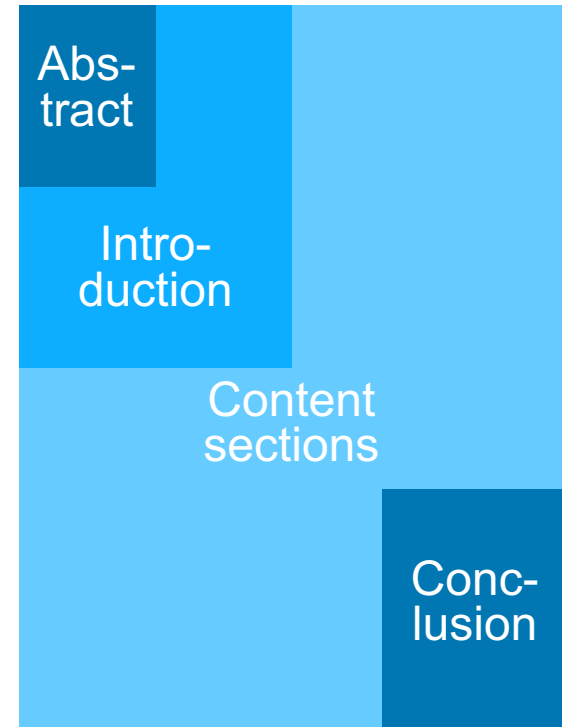 Abs-
tract
Intro-
duction
Content
sections
Conc-
lusion